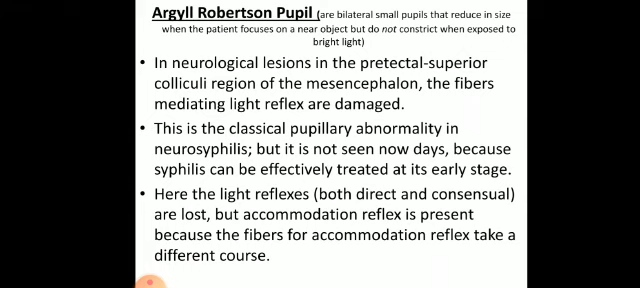 Argyll Robertson Pupil (are bilateral small pupils that reduce in size
when the patient focuses on a near object but do not constrict when exposed to
bright light)
• In neurological lesions in the pretectal-superior
colliculi region of the mesencephalon, the fibers
mediating light reflex are damaged.
• This is the classical pupillary abnormality in
neurosyphilis; but it is not seen now days, because
syphilis can be effectively treated at its early stage.
• Here the light reflexes (both direct and consensual)
are lost, but accommodation reflex is present
because the fibers for accommodation reflex take a
different course.